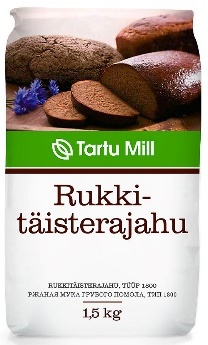 Tartu Mill
Rukki-
täisterajahu
RUKKITÄISTERAJAHU, TÜÜP 1800
РЖАНАЯ МУКА ГРУБОГО ПОМОЛА, ТИП 1800
1,5 kg